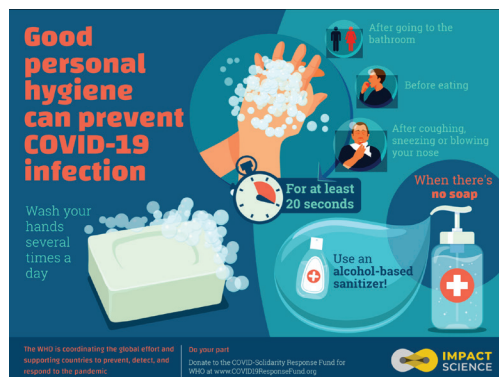 Good
personal
hygiene
can prevent
COVID-19
infection
Wash your
hands
several
times a
day
After going to the
bathroom
Before eating
After coughing,
sneezing or blowing
your nose
For at least
20 seconds
When there's
no soap
Use an
alcohol-based
sanitizer!
The WHO is coordinating the global effort and
supporting countries to prevent, detect, and
respond to the pandemic
Do your part
Donate to the COVID-Solidarity Response Fund for
WHO at www.COVID19ResponseFund.org
IMPACT
SCIENCE